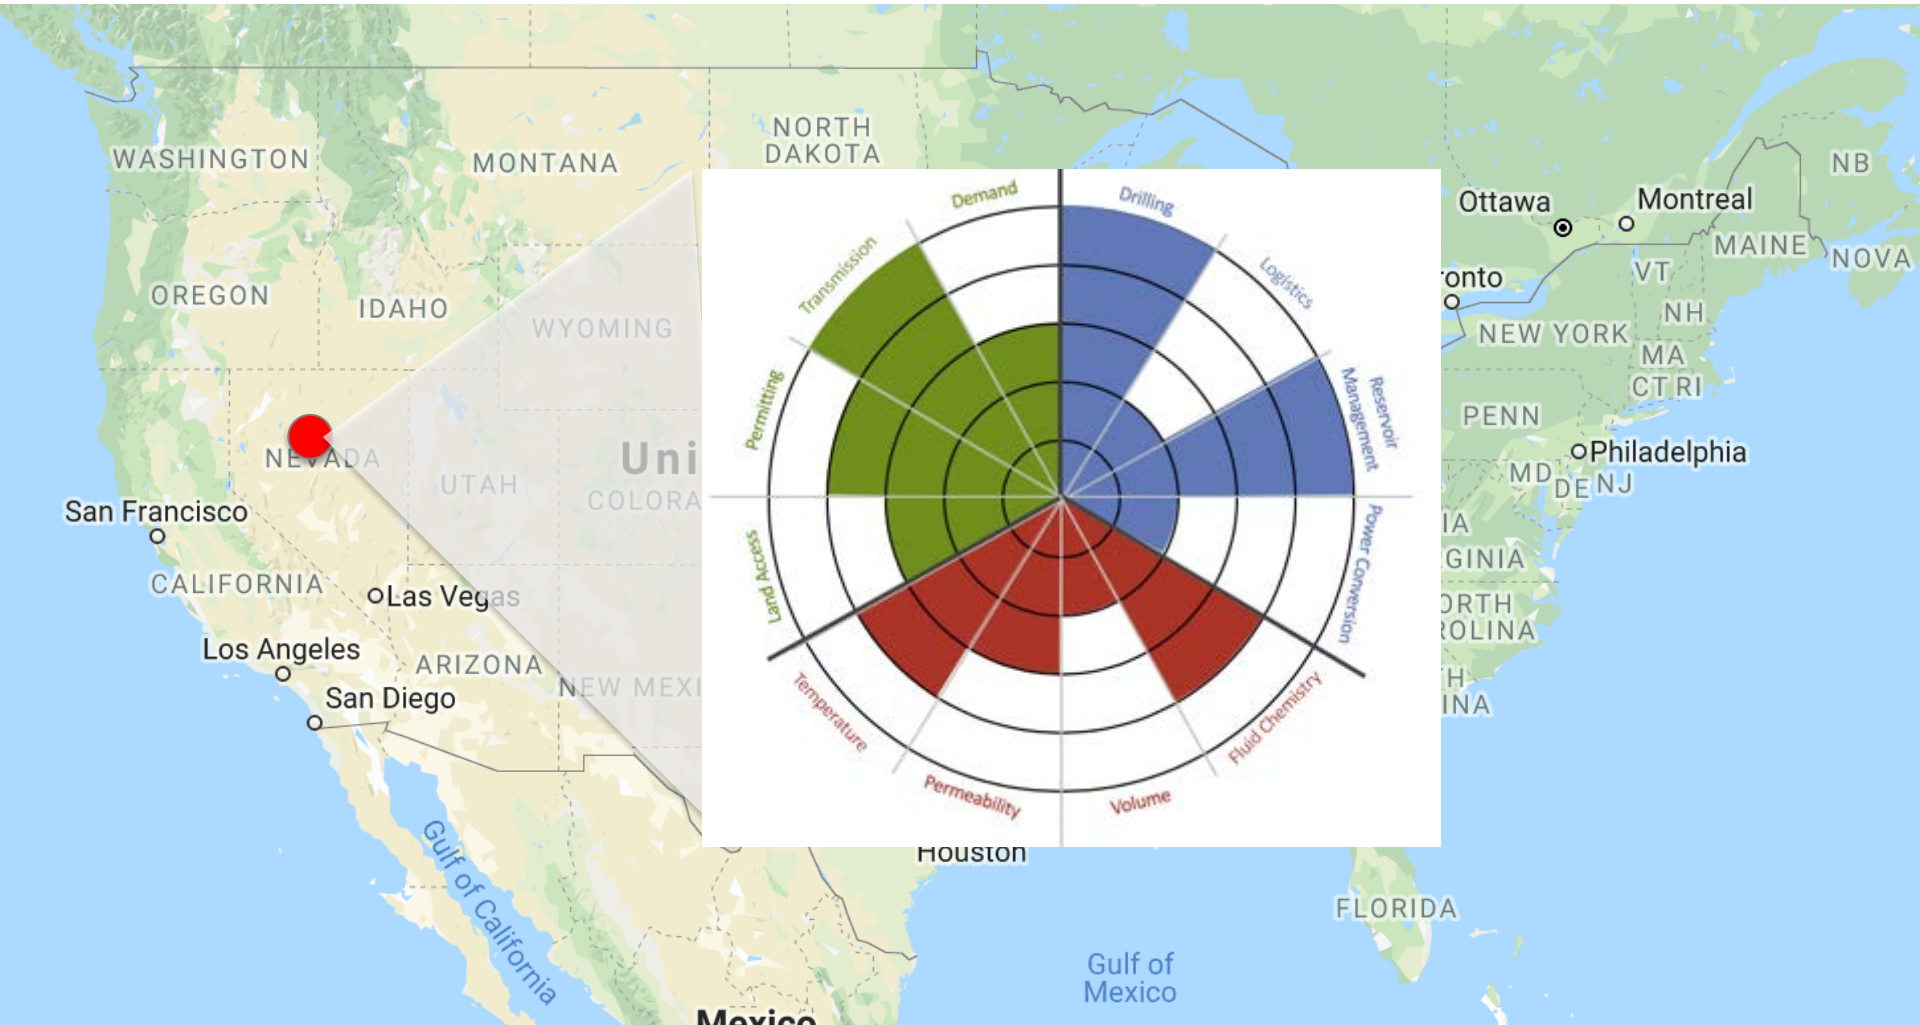 NORTH
DAKOTA
WASHINGTON
MONTANA
NB
Ottawa
Montreal
MAINE
NOVA
VT
ronto
OREGON
IDAHO
WYOMING
NH
NEW YORK
MA
CT RI
PENN
Philadelphia
MD
DE
NJ
NEVADA
Uni
UTAH
COLORA
San Francisco
IA
GINIA
CALIFORNIA
Las Vegas
ORTH
ROLINA
Los Angeles
ARIZONA
NEW MEXI
H
INA
San Diego
Demand
Drilling
Transmission
Logistics
Permitting
Reservoir
Management
Land Access
Power Conversion
Temperature
Fluid Chemistry
Permeability
Volume
Houston
Gulf of California
FLORIDA
Gulf of
Mexico
Mexico